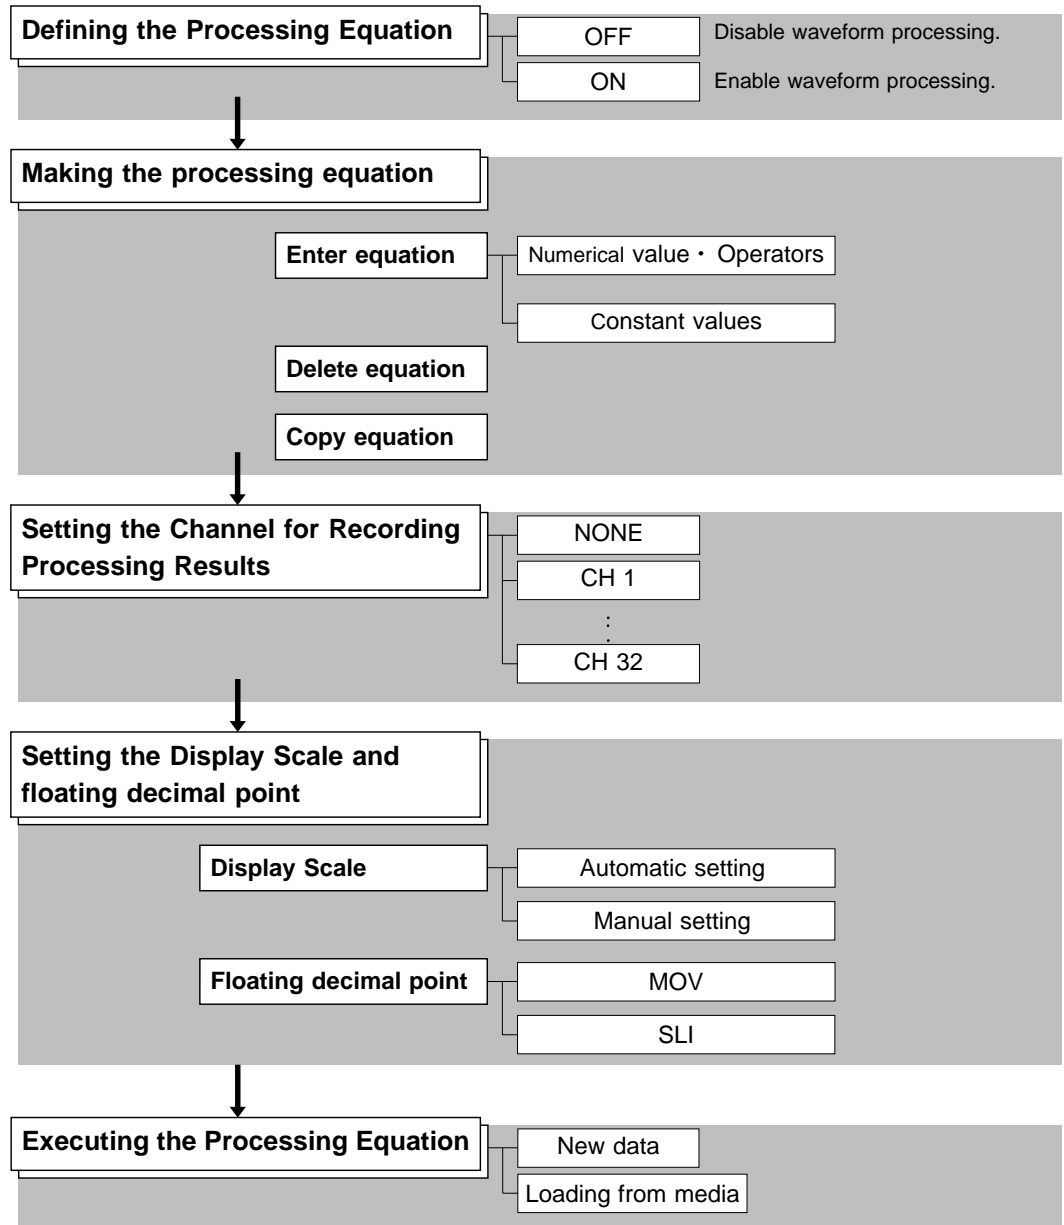 Defining the Processing Equation
OFF
Disable waveform processing.
ON
Enable waveform processing.
Making the processing equation
Enter equation
Numerical value・ Operators
Constant values
Delete equation
Copy equation
Setting the Channel for Recording
Processing Results
NONE
CH 1
:
.
CH 32
Setting the Display Scale and
floating decimal point
Display Scale
Automatic setting
Manual setting
Floating decimal point
MOV
SLI
Executing the Processing Equation
New data
Loading from media